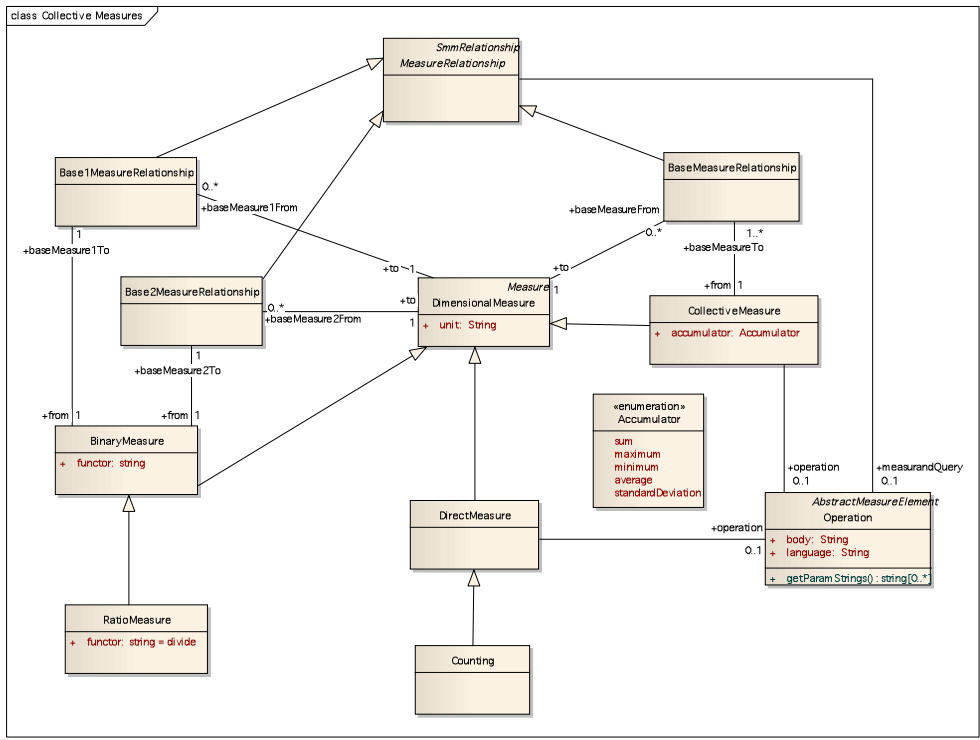 class Collective Measures
SmmRelationship
MeasureRelationship
Base1MeasureRelationship
BaseMeasureRelationship
0..*
+baseMeasure1From
+baseMeasureFrom
0..*
1
+baseMeasure1To
1..*
+baseMeasureTo
+to
1
+to
1
+from
1
Base2MeasureRelationship
0..*
+baseMeasure2From
+to
1
Measure
DimensionalMeasure
+ unit: String
CollectiveMeasure
+ accumulator: Accumulator
1
+baseMeasure2To
+from
1
+from
1
BinaryMeasure
+ functor: string
«enumeration»
Accumulator
sum
maximum
minimum
average
standardDeviation
+operation
0..1
+measurandQuery
0..1
DirectMeasure
+operation
0..1
AbstractMeasureElement
Operation
+ body: String
+ language: String
+ getParamStrings() : string[0..*]
RatioMeasure
+ functor: string = divide
Counting